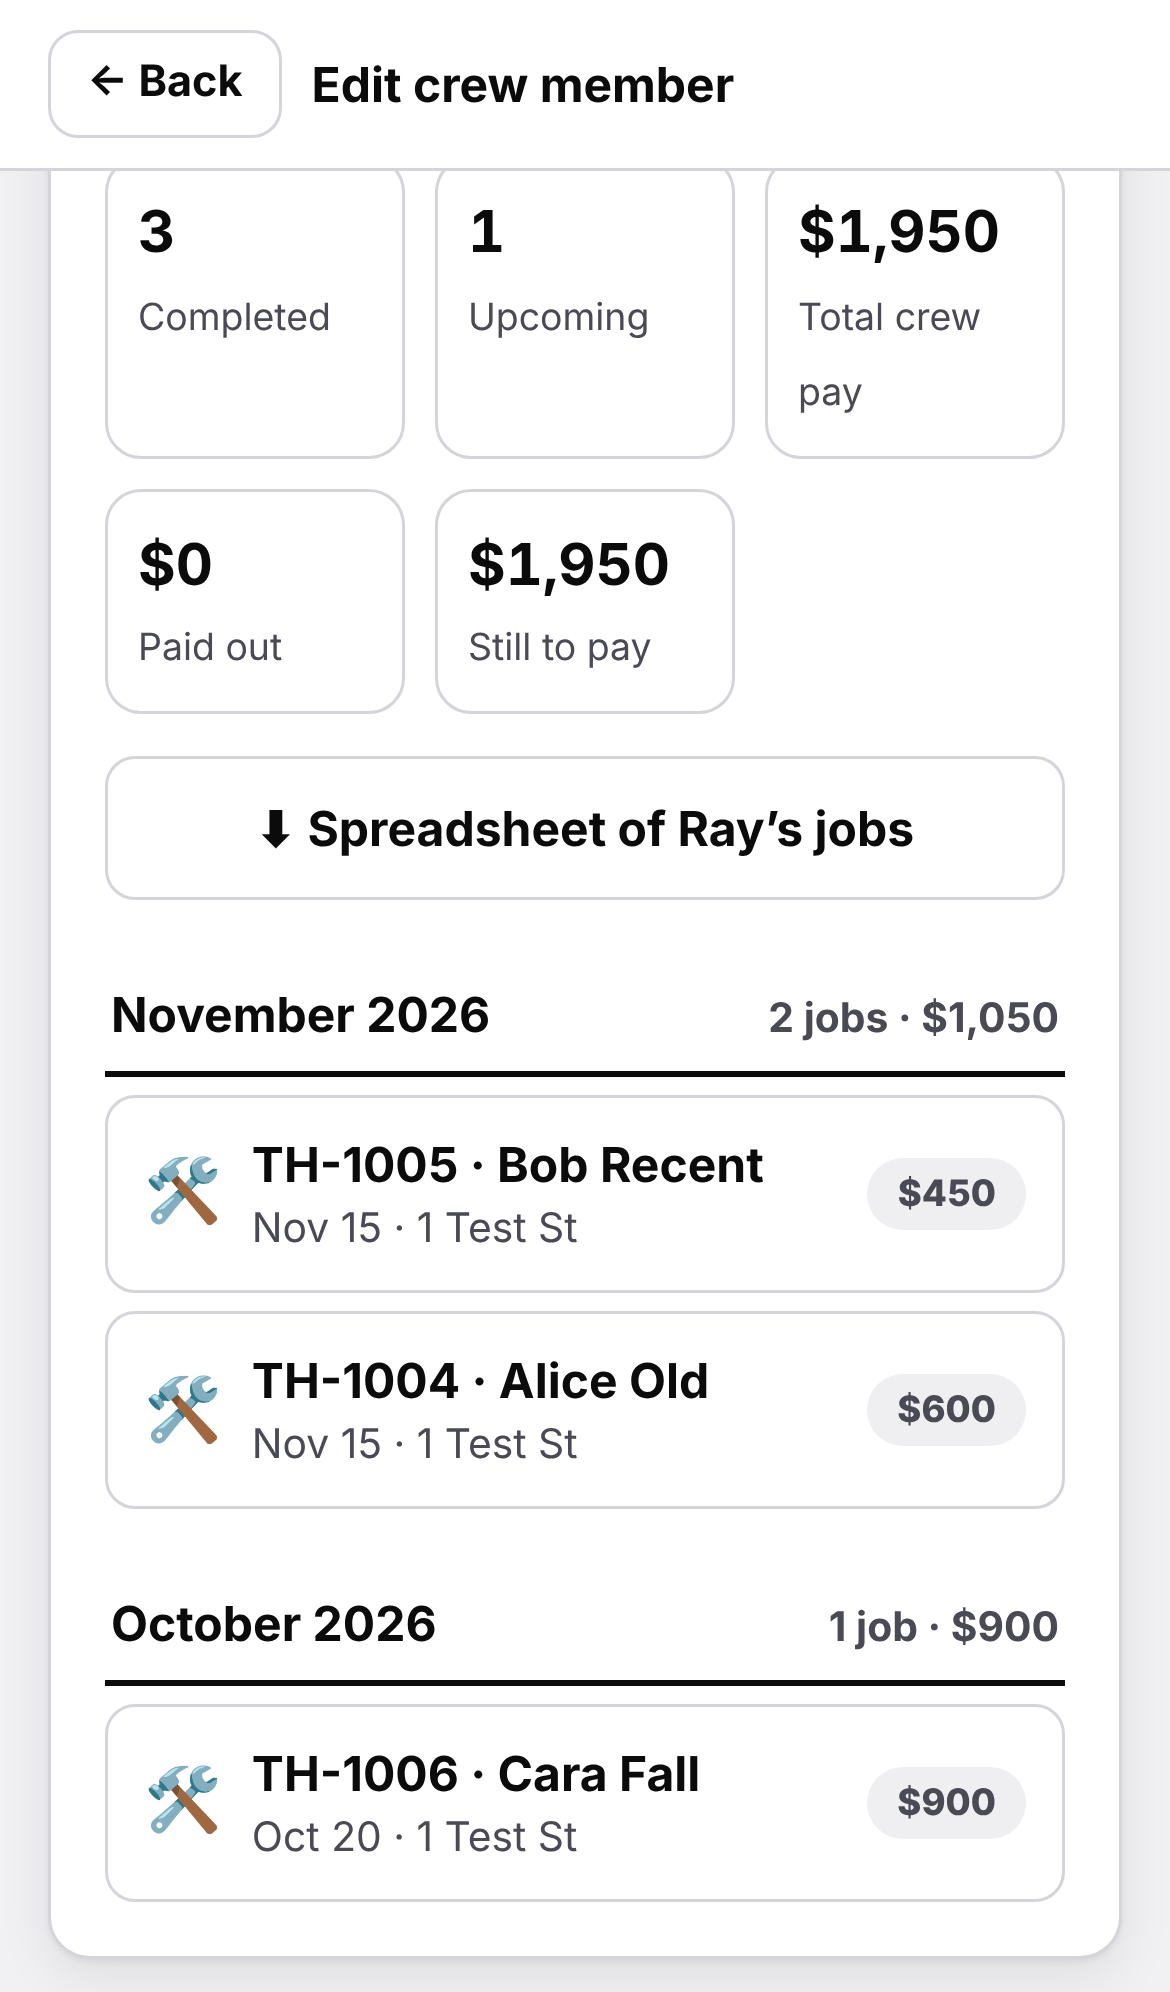 ← Back
Edit crew member
3
Completed
1
Upcoming
$1,950
Total crew
pay
$0
Paid out
$1,950
Still to pay
⬇ Spreadsheet of Ray’s jobs
November 2026
2 jobs · $1,050
TH-1005 · Bob Recent
Nov 15 · 1 Test St
$450
TH-1004 · Alice Old
Nov 15 · 1 Test St
$600
October 2026
1 job · $900
TH-1006 · Cara Fall
Oct 20 · 1 Test St
$900